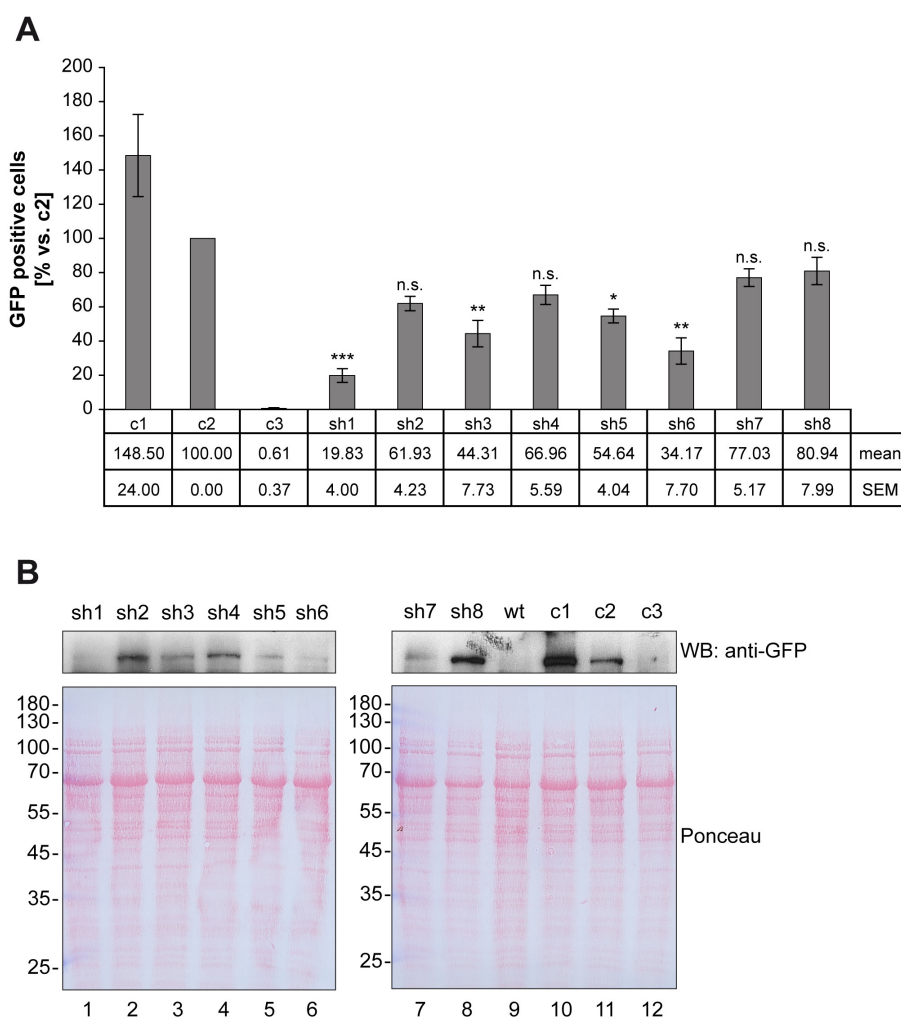 A
GFP positive cells
[% vs. c2]
200
180
160
140
120
100
80
60
40
20
0
***
n.s.
**
n.s.
*
**
n.s.
n.s.
c1 c2 c3 sh1 sh2 sh3 sh4 sh5 sh6 sh7 sh8
148.50 100.00 0.61 19.83 61.93 44.31 66.96 54.64 34.17 77.03 80.94 mean
24.00 0.00 0.37 4.00 4.23 7.73 5.59 4.04 7.70 5.17 7.99 SEM
B
sh1 sh2 sh3 sh4 sh5 sh6 sh7 sh8 wt c1 c2 c3
WB: anti-GFP
180-
130-
100-
70-
55-
45-
35-
25-
180-
130-
100-
70-
55-
45-
35-
25-
Ponceau
1 2 3 4 5 6 7 8 9 10 11 12